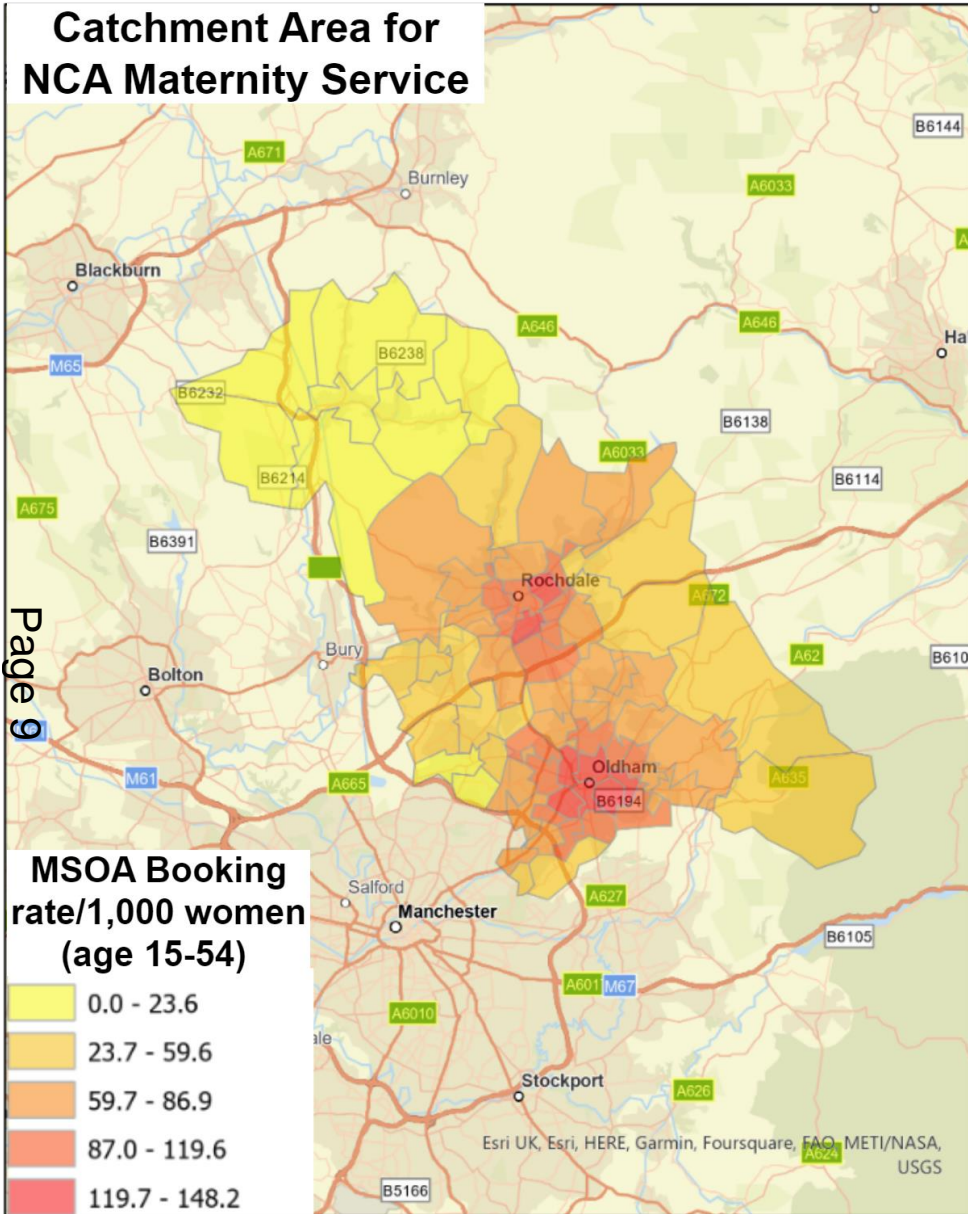 Catchment Area for
NCA Maternity Service
B6144
A671
Burnley
A6033
Blackburn
A646
A646
Ha
B6238
M65
B6232
B6138
A6033
B6214
B6114
A675
B6391
Rochdale
A672
Page 9
Bury
A62
B610
Bolton
Oldham
A635
M61
A665
B6194
MSOA Booking
rate/1,000 women
(age 15-54)
Salford
A627
Manchester
B6105
0.0 - 23.6
A601
M67
23.7 - 59.6
A6010
ale
59.7 - 86.9
Stockport
A626
87.0 - 119.6
Esri UK, Esri, HERE, Garmin, Foursquare, FAO, METI/NASA,
USGS
A624
B5166
119.7 - 148.2